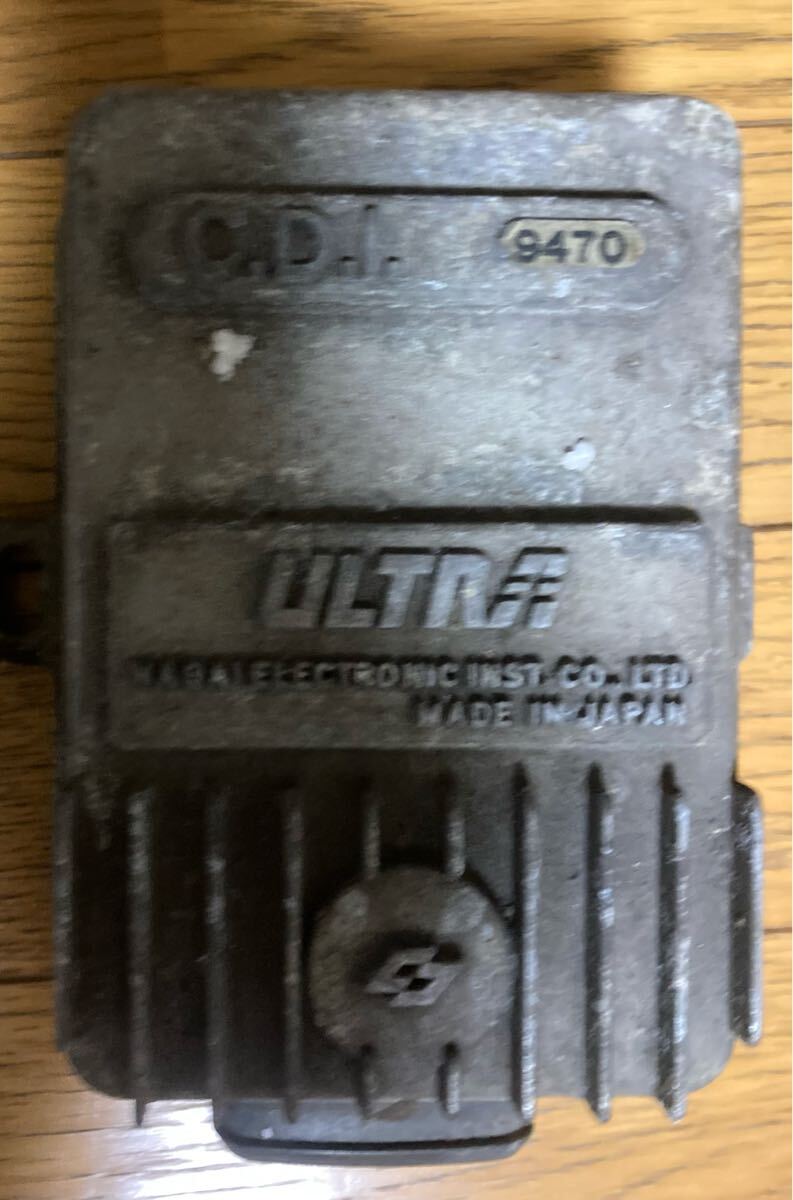 C.D.I. 9470
ULTRA
NAGAI ELECTRONIC INST. CO., LTD
MADE IN JAPAN